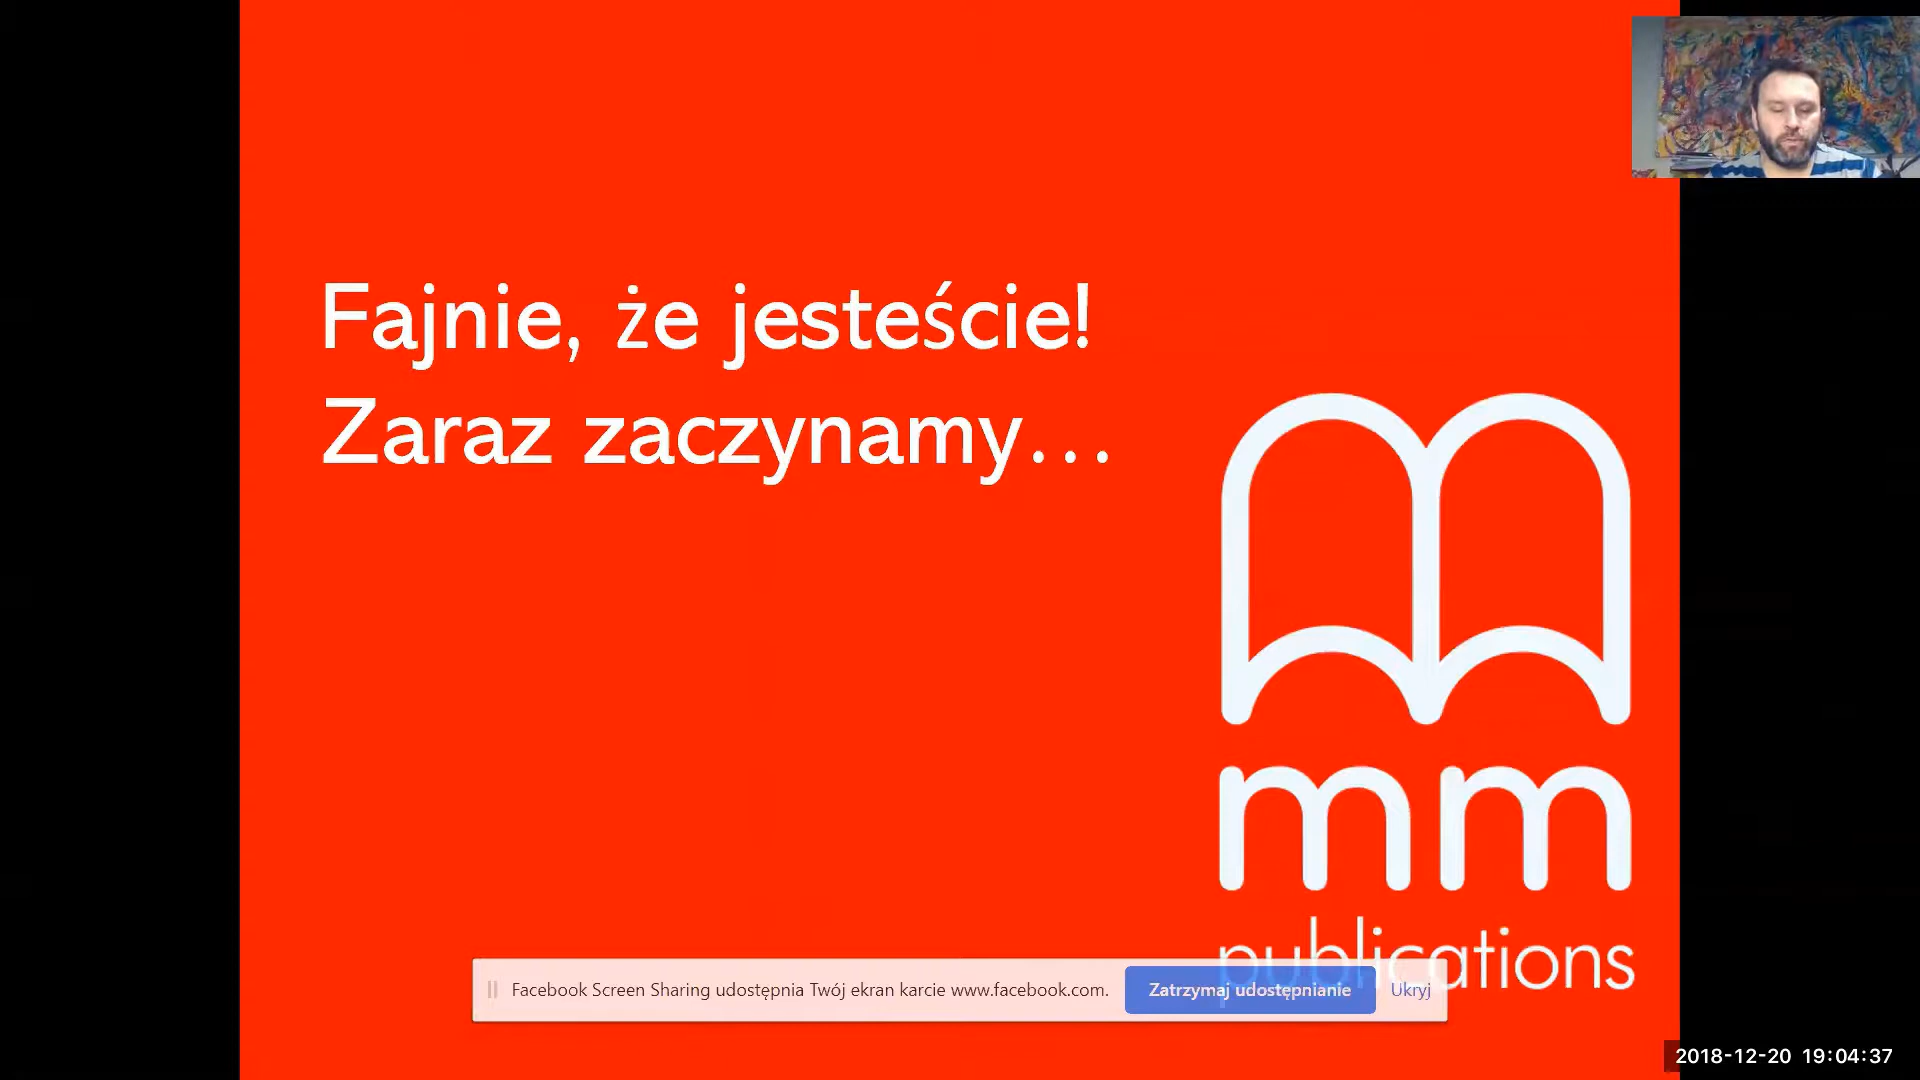 Fajnie, że jesteście!
Zaraz zaczynamy...
mm
publications
Facebook Screen Sharing udostępnia Twój ekran karcie www.facebook.com.
Zatrzymaj udostępnianie
Ukryj
2018-12-20 19:04:37